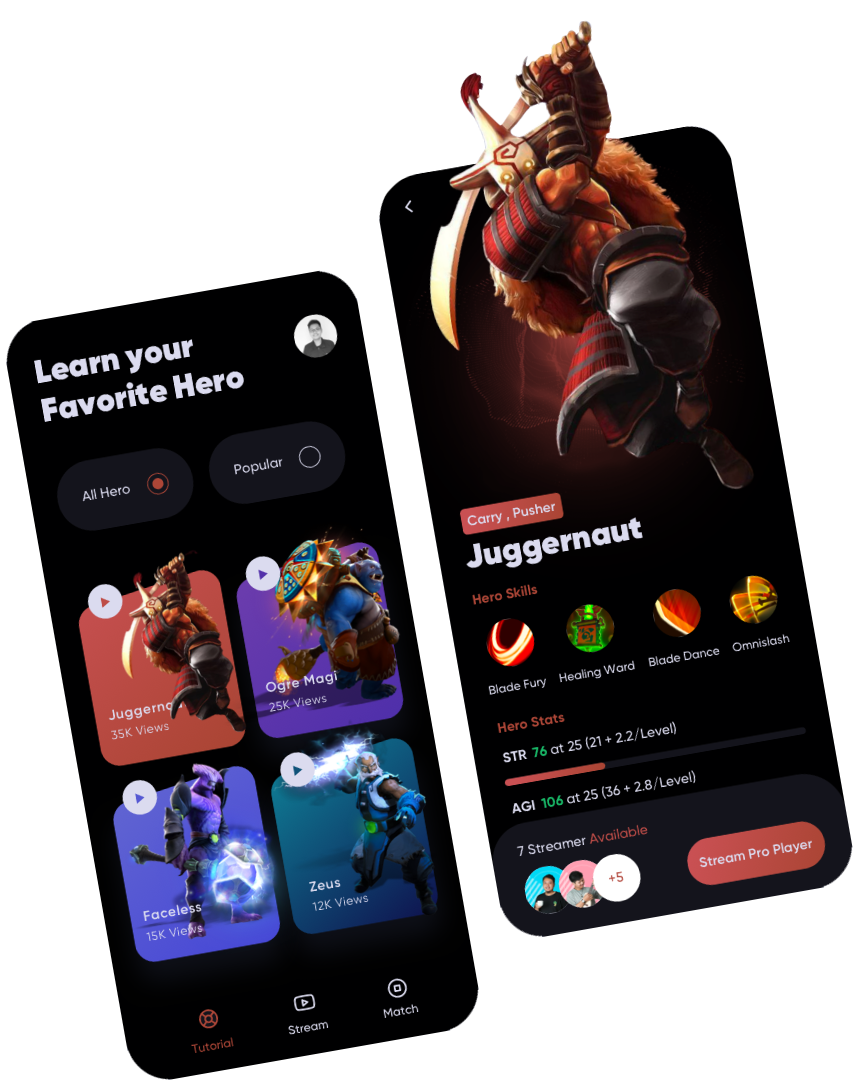 Learn your
Favorite Hero
All Hero
Popular
Juggerna
35K Views
Ogre Magi
25K Views
Faceless
15K Views
Zeus
12K Views
Tutorial
Stream
Match
Carry , Pusher
Juggernaut
Hero Skills
Blade Fury
Healing Ward
Blade Dance
Omnislash
Hero Stats
STR 76 at 25 (21 + 2.2/Level)
AGI 106 at 25 (36 + 2.8/Level)
7 Streamer Available
+5
Stream Pro Player